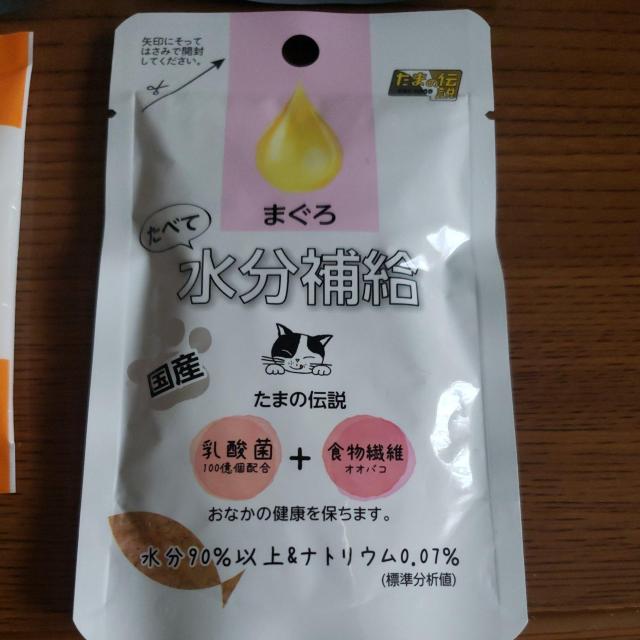 矢印にそって
はさみで開封
してください。
たまの伝説
まぐろ
たべて
水分補給
国産
たまの伝説
乳酸菌
100億個配合
+
食物繊維
オオバコ
おなかの健康を保ちます。
水分90%以上&ナトリウム0.07%
(標準分析値)